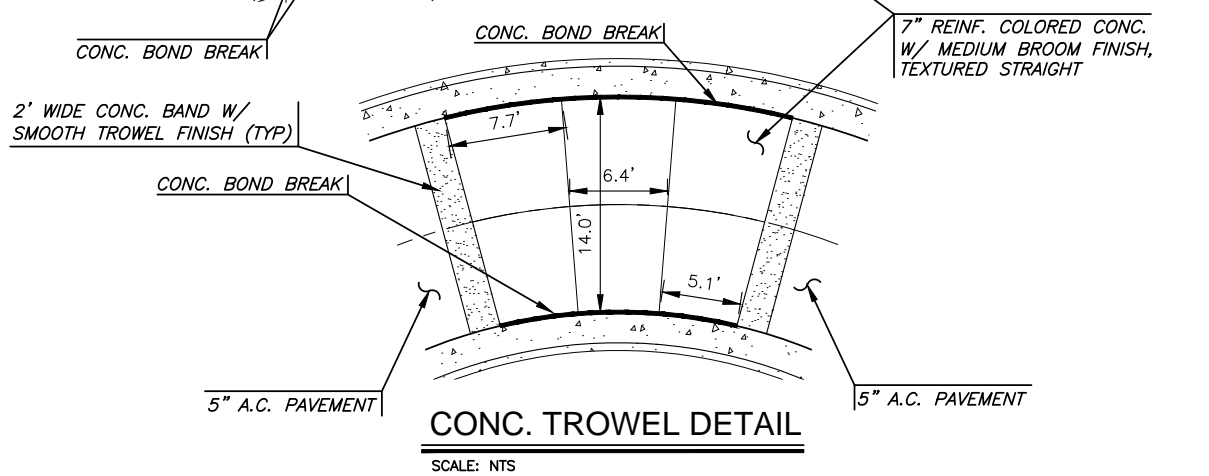 CONC. BOND BREAK
CONC. BOND BREAK
7" REINF. COLORED CONC.
W/ MEDIUM BROOM FINISH,
TEXTURED STRAIGHT
2' WIDE CONC. BAND W/
SMOOTH TROWEL FINISH (TYP)
7.7'
CONC. BOND BREAK
6.4'
14.0'
5.1'
5" A.C. PAVEMENT
5" A.C. PAVEMENT
CONC. TROWEL DETAIL
SCALE: NTS